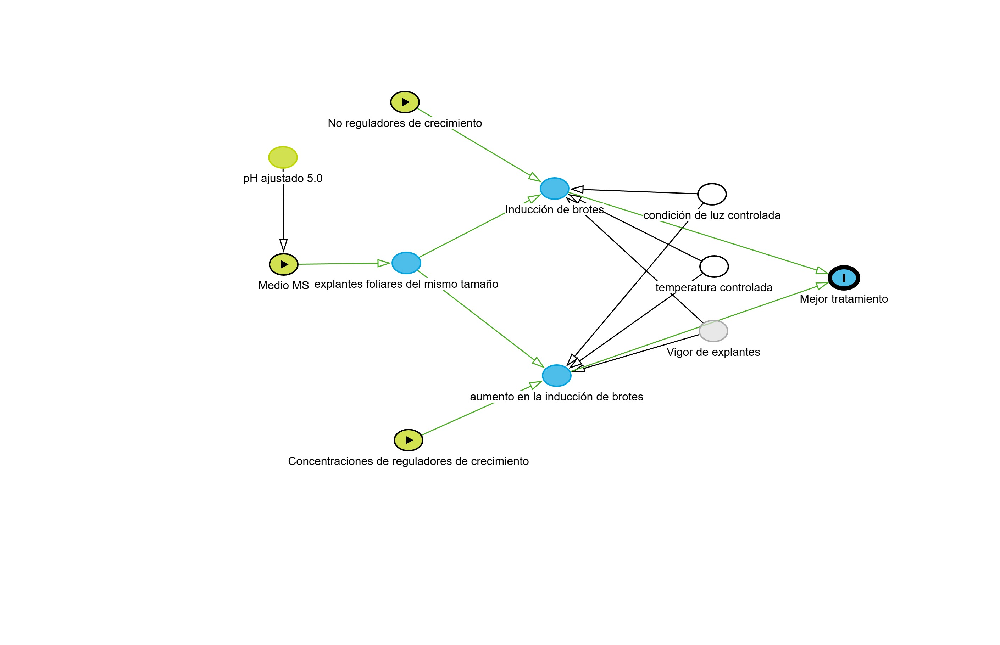 No reguladores de crecimiento
pH ajustado 5.0
Inducción de brotes
condición de luz controlada
Medio MS
explantes foliares del mismo tamaño
temperatura controlada
Mejor tratamiento
Vigor de explantes
aumento en la inducción de brotes
Concentraciones de reguladores de crecimiento